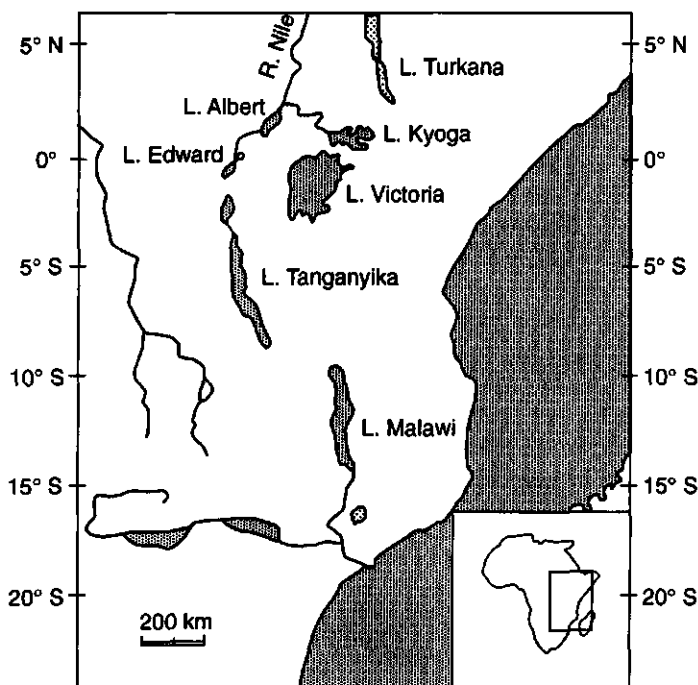 5° N
R. Nile
5° N
L. Turkana
L. Albert
L. Kyoga
0°
L. Edward
0°
L. Victoria
5° S
L. Tanganyika
5° S
10° S
10° S
L. Malawi
15° S
15° S
20° S
200 km
20° S